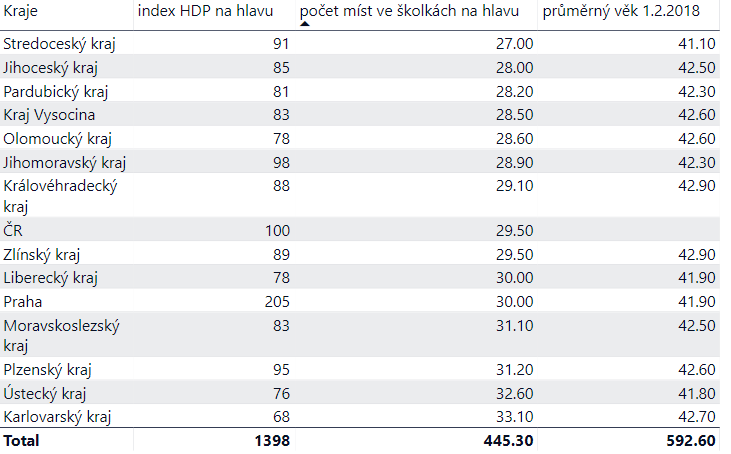 Kraje index HDP na hlavu počet míst ve školkách na hlavu průměrný věk 1.2.2018
Stredoceský kraj 91 27.00 41.10
Jihoceský kraj 85 28.00 42.50
Pardubický kraj 81 28.20 42.30
Kraj Vysocina 83 28.50 42.60
Olomoucký kraj 78 28.60 42.60
Jihomoravský kraj 98 28.90 42.30
Královéhradecký 88 29.10 42.90
kraj
ČR 100 29.50
Zlínský kraj 89 29.50 42.90
Liberecký kraj 78 30.00 41.90
Praha 205 30.00 41.90
Moravskoslezský 83 31.10 42.50
kraj
Plzenský kraj 95 31.20 42.60
Ústecký kraj 76 32.60 41.80
Karlovarský kraj 68 33.10 42.70
Total 1398 445.30 592.60